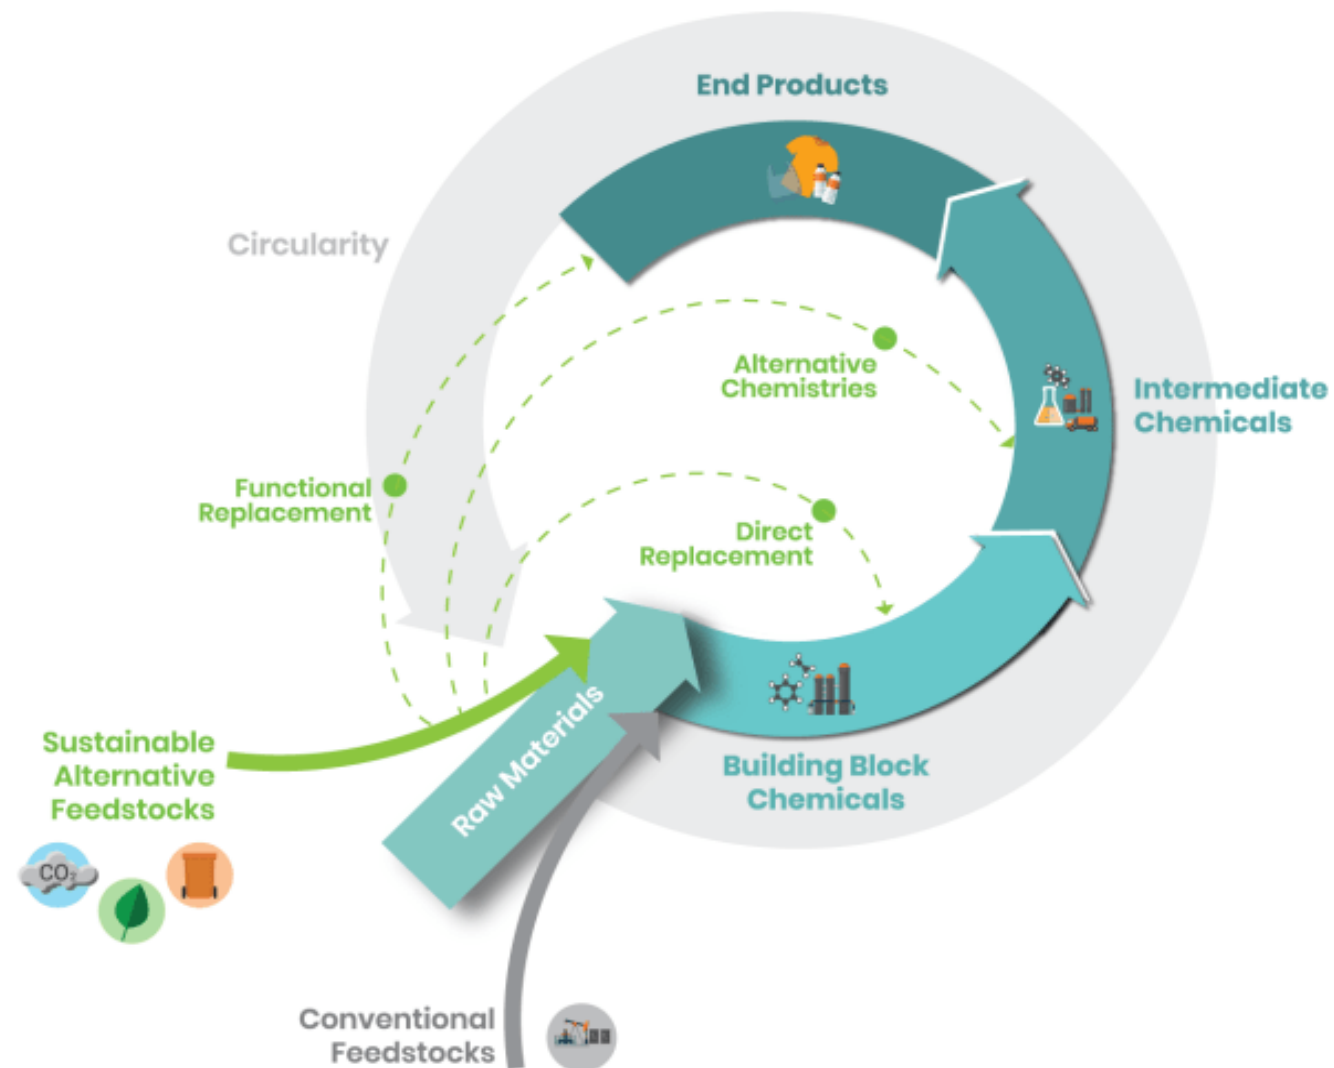 End Products
Circularity
Alternative
Chemistries
Intermediate
Chemicals
Functional
Replacement
Direct
Replacement
Raw Materials
Sustainable
Alternative
Feedstocks
Building Block
Chemicals
CO₂
Conventional
Feedstocks